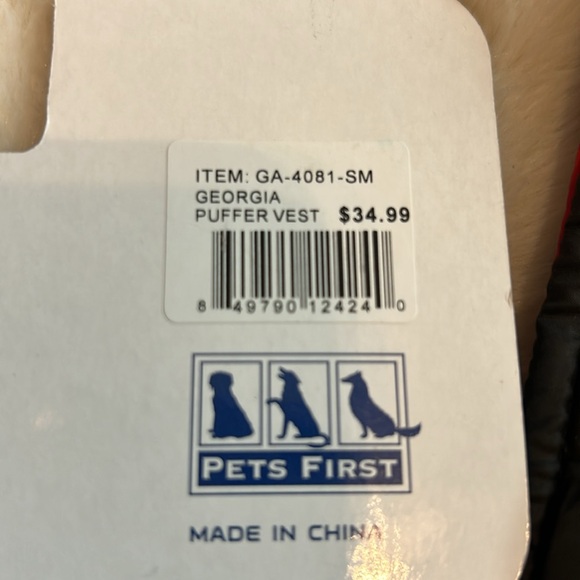 ITEM: GA-4081-SM
GEORGIA
PUFFER VEST $34.99
8 49790 12424 0
PETS FIRST
MADE IN CHINA